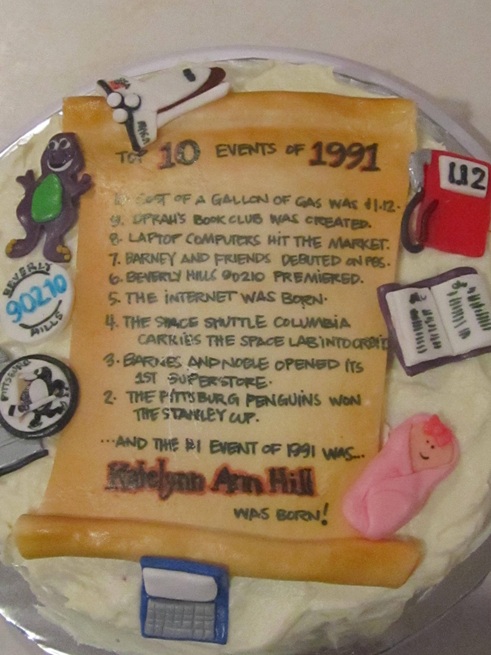 TOP 10 EVENTS OF 1991
10. COST OF A GALLON OF GAS WAS $1.12.
9. OPRAH'S BOOK CLUB WAS CREATED.
8. LAPTOP COMPUTERS HIT THE MARKET.
7. BARNEY AND FRIENDS DEBUTED ON PBS.
6. BEVERLY HILLS 90210 PREMIERED.
5. THE INTERNET WAS BORN.
4. THE SPACE SHUTTLE COLUMBIA
CARRIES THE SPACE LAB INTO ORBIT
3. BARNES AND NOBLE OPENED ITS
1ST SUPERSTORE.
2. THE PITTSBURG PENGUINS WON
THE STANLEY CUP.
...AND THE #1 EVENT OF 1991 WAS...
Katelynn Ann Hill
WAS BORN!
BEVERLY
90210
HILLS
PITTSBURG
1.12